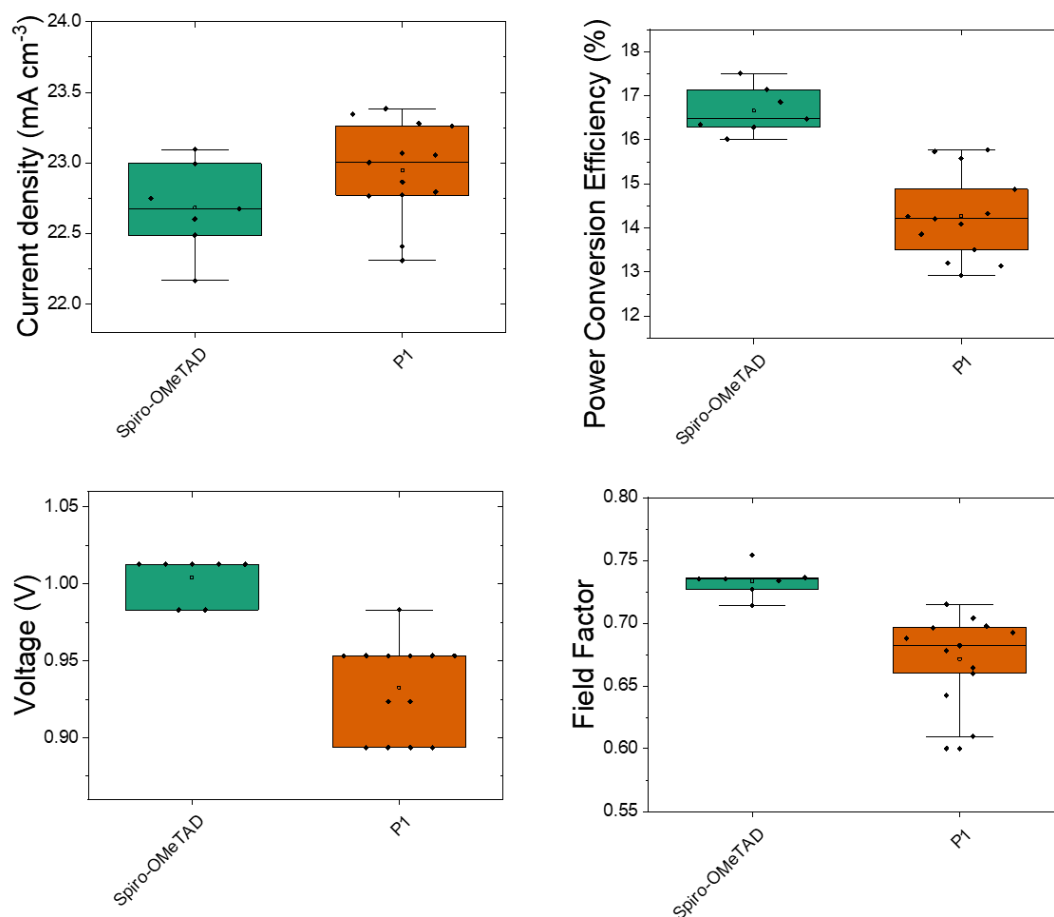 Current density (mA cm-3)
24.0
23.5
23.0
22.5
22.0
Spiro-OMeTAD
P1
Power Conversion Efficiency (%)
18
17
16
15
14
13
12
Spiro-OMeTAD
P1
Voltage (V)
1.05
1.00
0.95
0.90
Spiro-OMeTAD
P1
Field Factor
0.80
0.75
0.70
0.65
0.60
0.55
Spiro-OMeTAD
P1